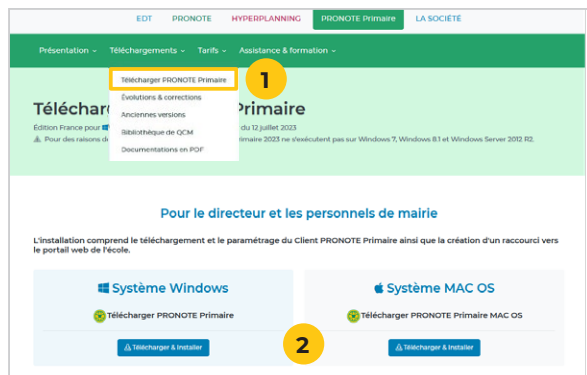 EDT PRONOTE HYPERPLANNING PRONOTE Primaire LA SOCIÉTÉ
Présentation Téléchargements Tarifs Assistance & formation
Télécharger PRONOTE Primaire
1
Évolutions & corrections
Anciennes versions
Bibliothèque de QCM
Documentations en PDF
Téléchar Primaire
Édition France pour du 12 juillet 2023
Pour des raisons d rimaire 2023 ne s'exécutent pas sur Windows 7, Windows 8.1 et Windows Server 2012 R2.
Pour le directeur et les personnels de mairie
L'installation comprend le téléchargement et le paramétrage du Client PRONOTE Primaire ainsi que la création d'un raccourci vers
le portail web de l'école.
Système Windows
Télécharger PRONOTE Primaire
Télécharger & Installer
2
Système MAC OS
Télécharger PRONOTE Primaire MAC OS
Télécharger & Installer